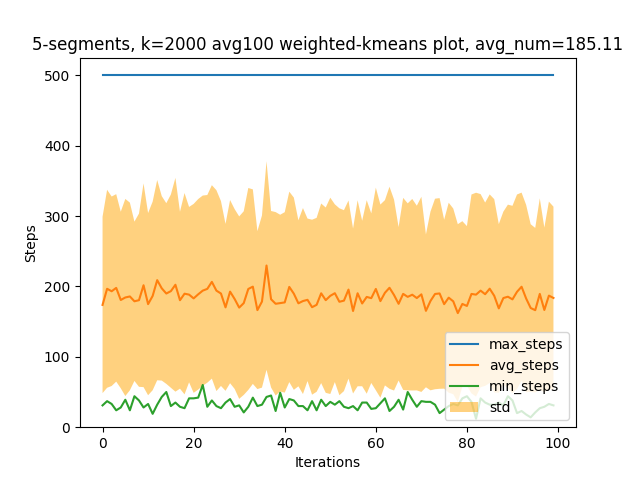 5-segments, k=2000 avg100 weighted-kmeans plot, avg_num=185.11
500
400
300
200
100
0
Steps
0 20 40 60 80 100
Iterations
max_steps
avg_steps
min_steps
std